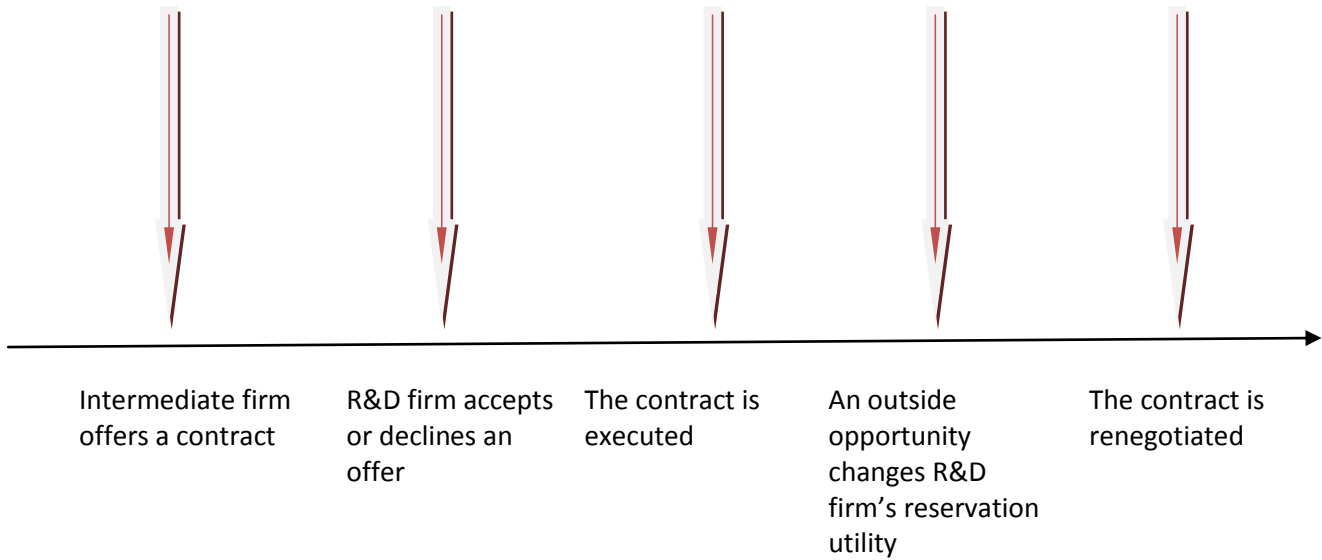 Intermediate firm
offers a contract
R&D firm accepts
or declines an
offer
The contract is
executed
An outside
opportunity
changes R&D
firm’s reservation
utility
The contract is
renegotiated